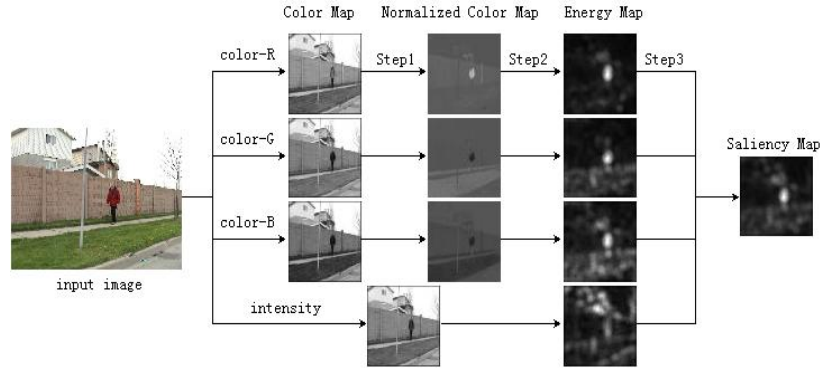 Color Map
Normalized Color Map
Energy Map
color-R
Step1
Step2
Step3
color-G
Saliency Map
color-B
input image
intensity